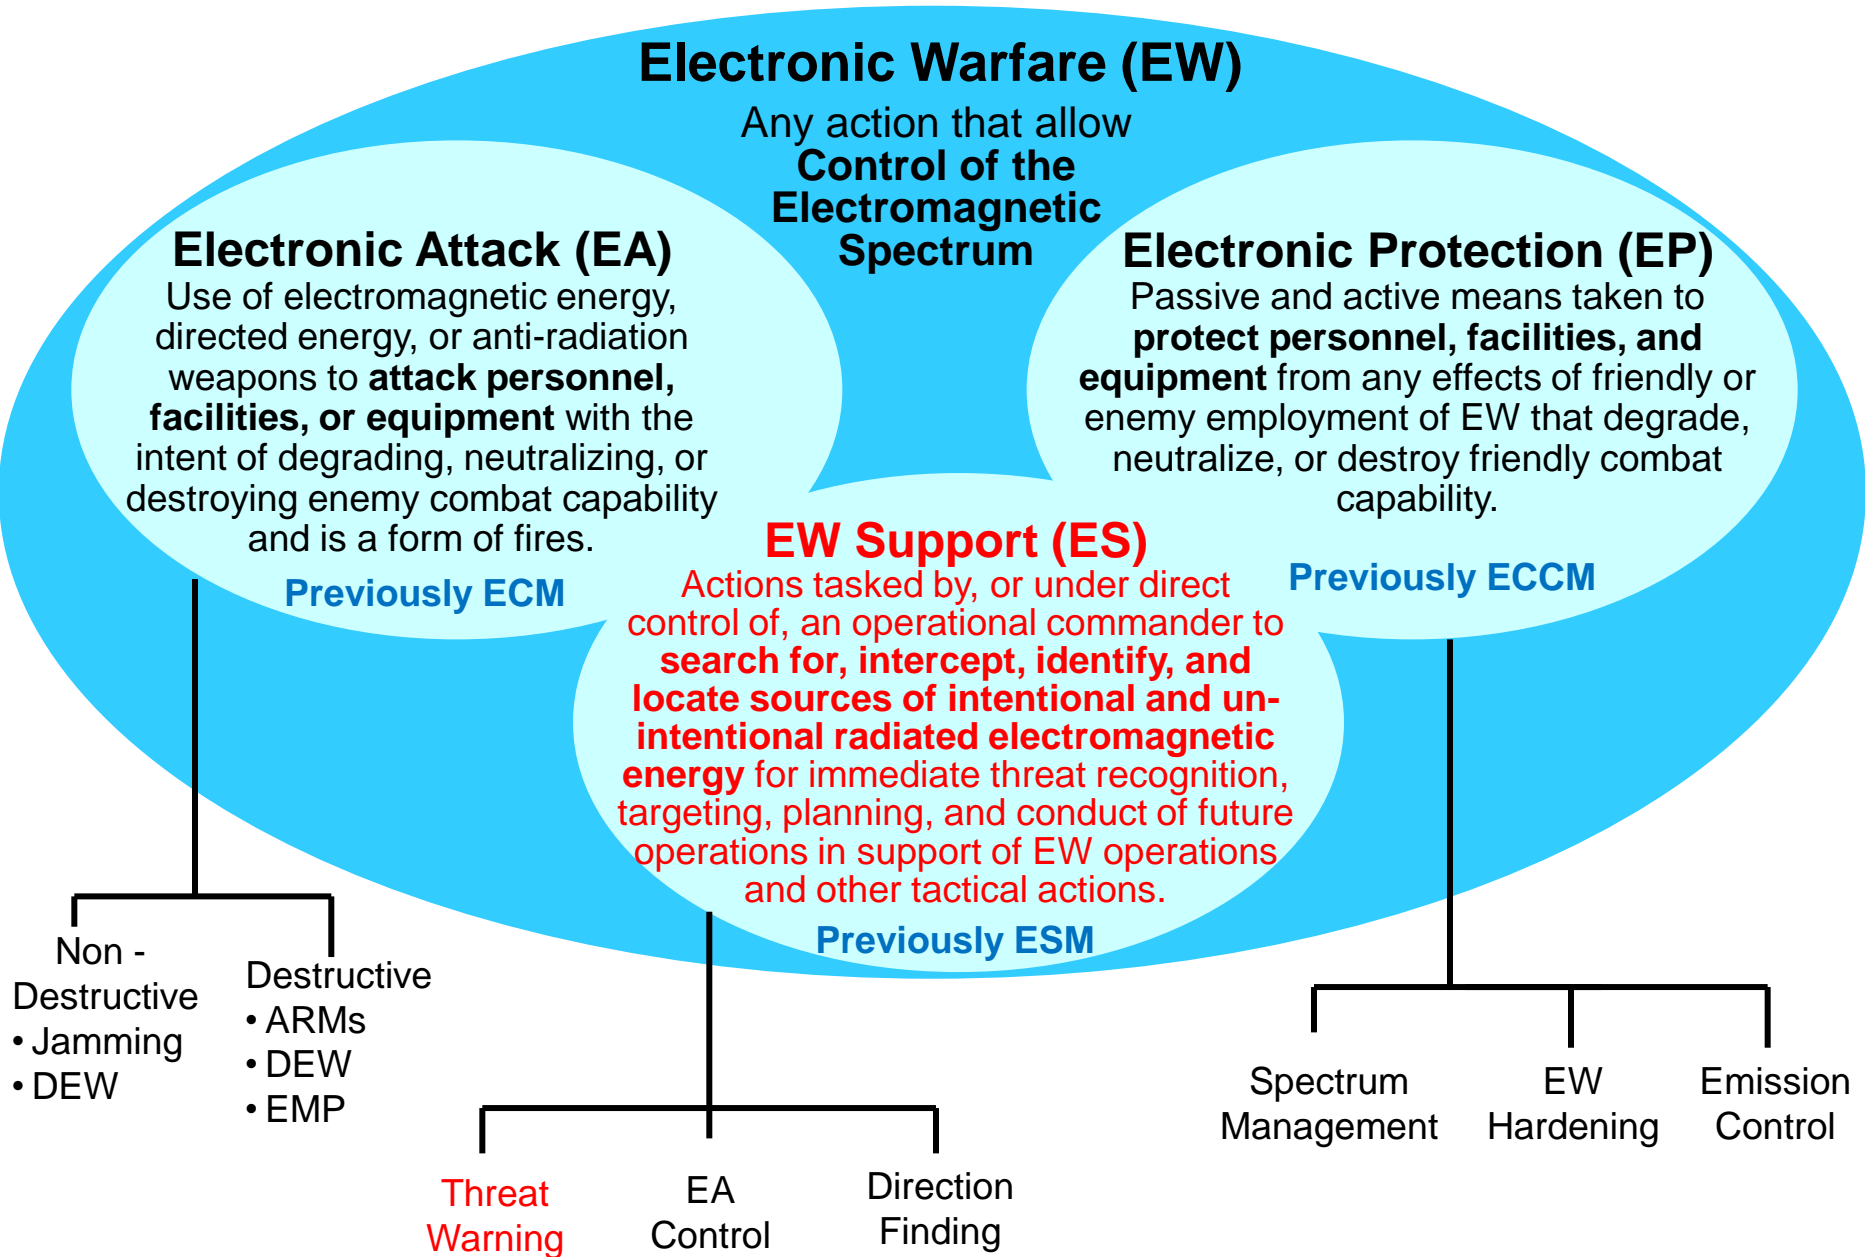 Electronic Warfare (EW)
Any action that allow
Control of the
Electromagnetic
Spectrum
Electronic Attack (EA)
Use of electromagnetic energy,
directed energy, or anti-radiation
weapons to attack personnel,
facilities, or equipment with the
intent of degrading, neutralizing, or
destroying enemy combat capability
and is a form of fires.
Previously ECM
Electronic Protection (EP)
Passive and active means taken to
protect personnel, facilities, and
equipment from any effects of friendly or
enemy employment of EW that degrade,
neutralize, or destroy friendly combat
capability.
Previously ECCM
EW Support (ES)
Actions tasked by, or under direct
control of, an operational commander to
search for, intercept, identify, and
locate sources of intentional and un-
intentional radiated electromagnetic
energy for immediate threat recognition,
targeting, planning, and conduct of future
operations in support of EW operations
and other tactical actions.
Previously ESM
Non -
Destructive
• Jamming
• DEW
Destructive
• ARMs
• DEW
• EMP
Threat
Warning
EA
Control
Direction
Finding
Spectrum
Management
EW
Hardening
Emission
Control